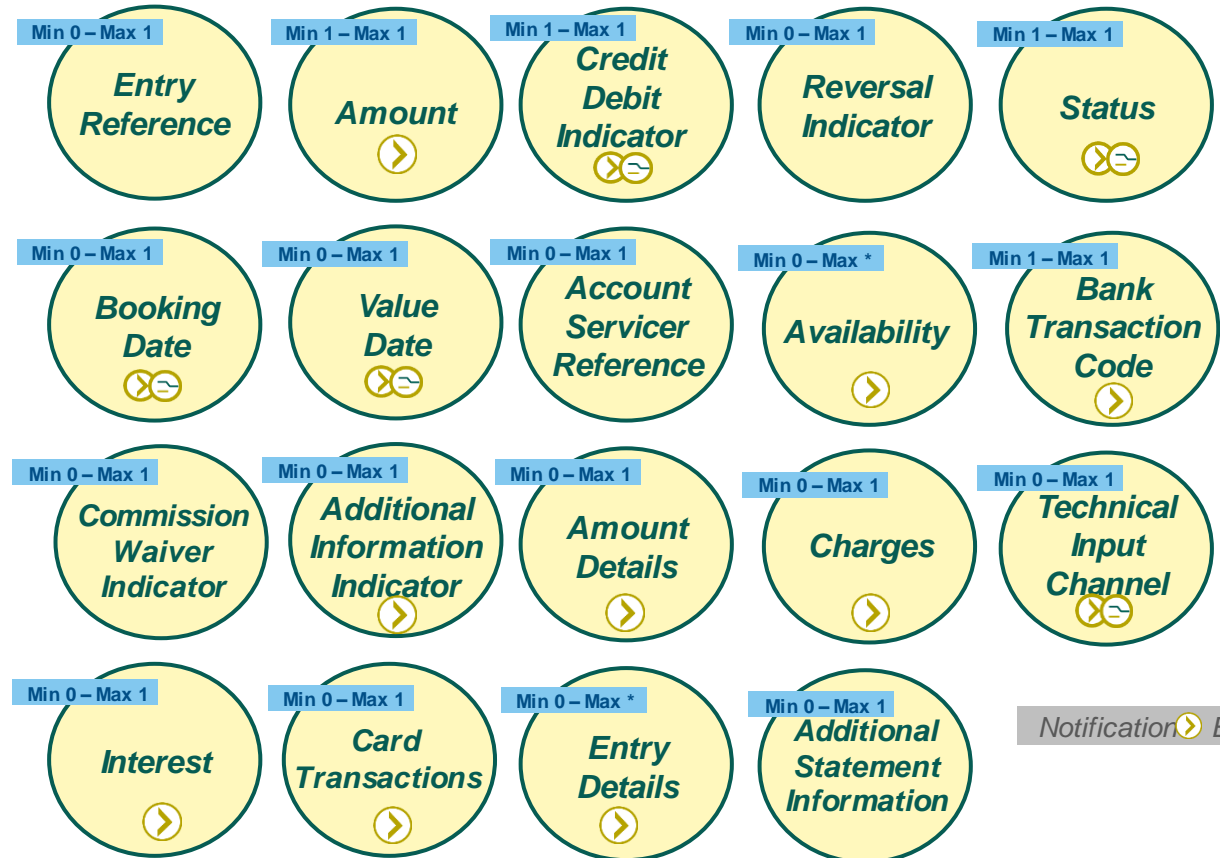 Min 0 – Max 1
Entry
Reference
Min 1 – Max 1
Amount
Min 1 – Max 1
Credit
Debit
Indicator
Min 0 – Max 1
Reversal
Indicator
Min 1 – Max 1
Status
Min 0 – Max 1
Booking
Date
Min 0 – Max 1
Value
Date
Min 0 – Max 1
Account
Servicer
Reference
Min 0 – Max *
Availability
Min 1 – Max 1
Bank
Transaction
Code
Min 0 – Max 1
Commission
Waiver
Indicator
Min 0 – Max 1
Additional
Information
Indicator
Min 0 – Max 1
Amount
Details
Min 0 – Max 1
Charges
Min 0 – Max 1
Technical
Input
Channel
Min 0 – Max 1
Interest
Min 0 – Max 1
Card
Transactions
Min 0 – Max *
Entry
Details
Min 0 – Max 1
Additional
Statement
Information
Notification